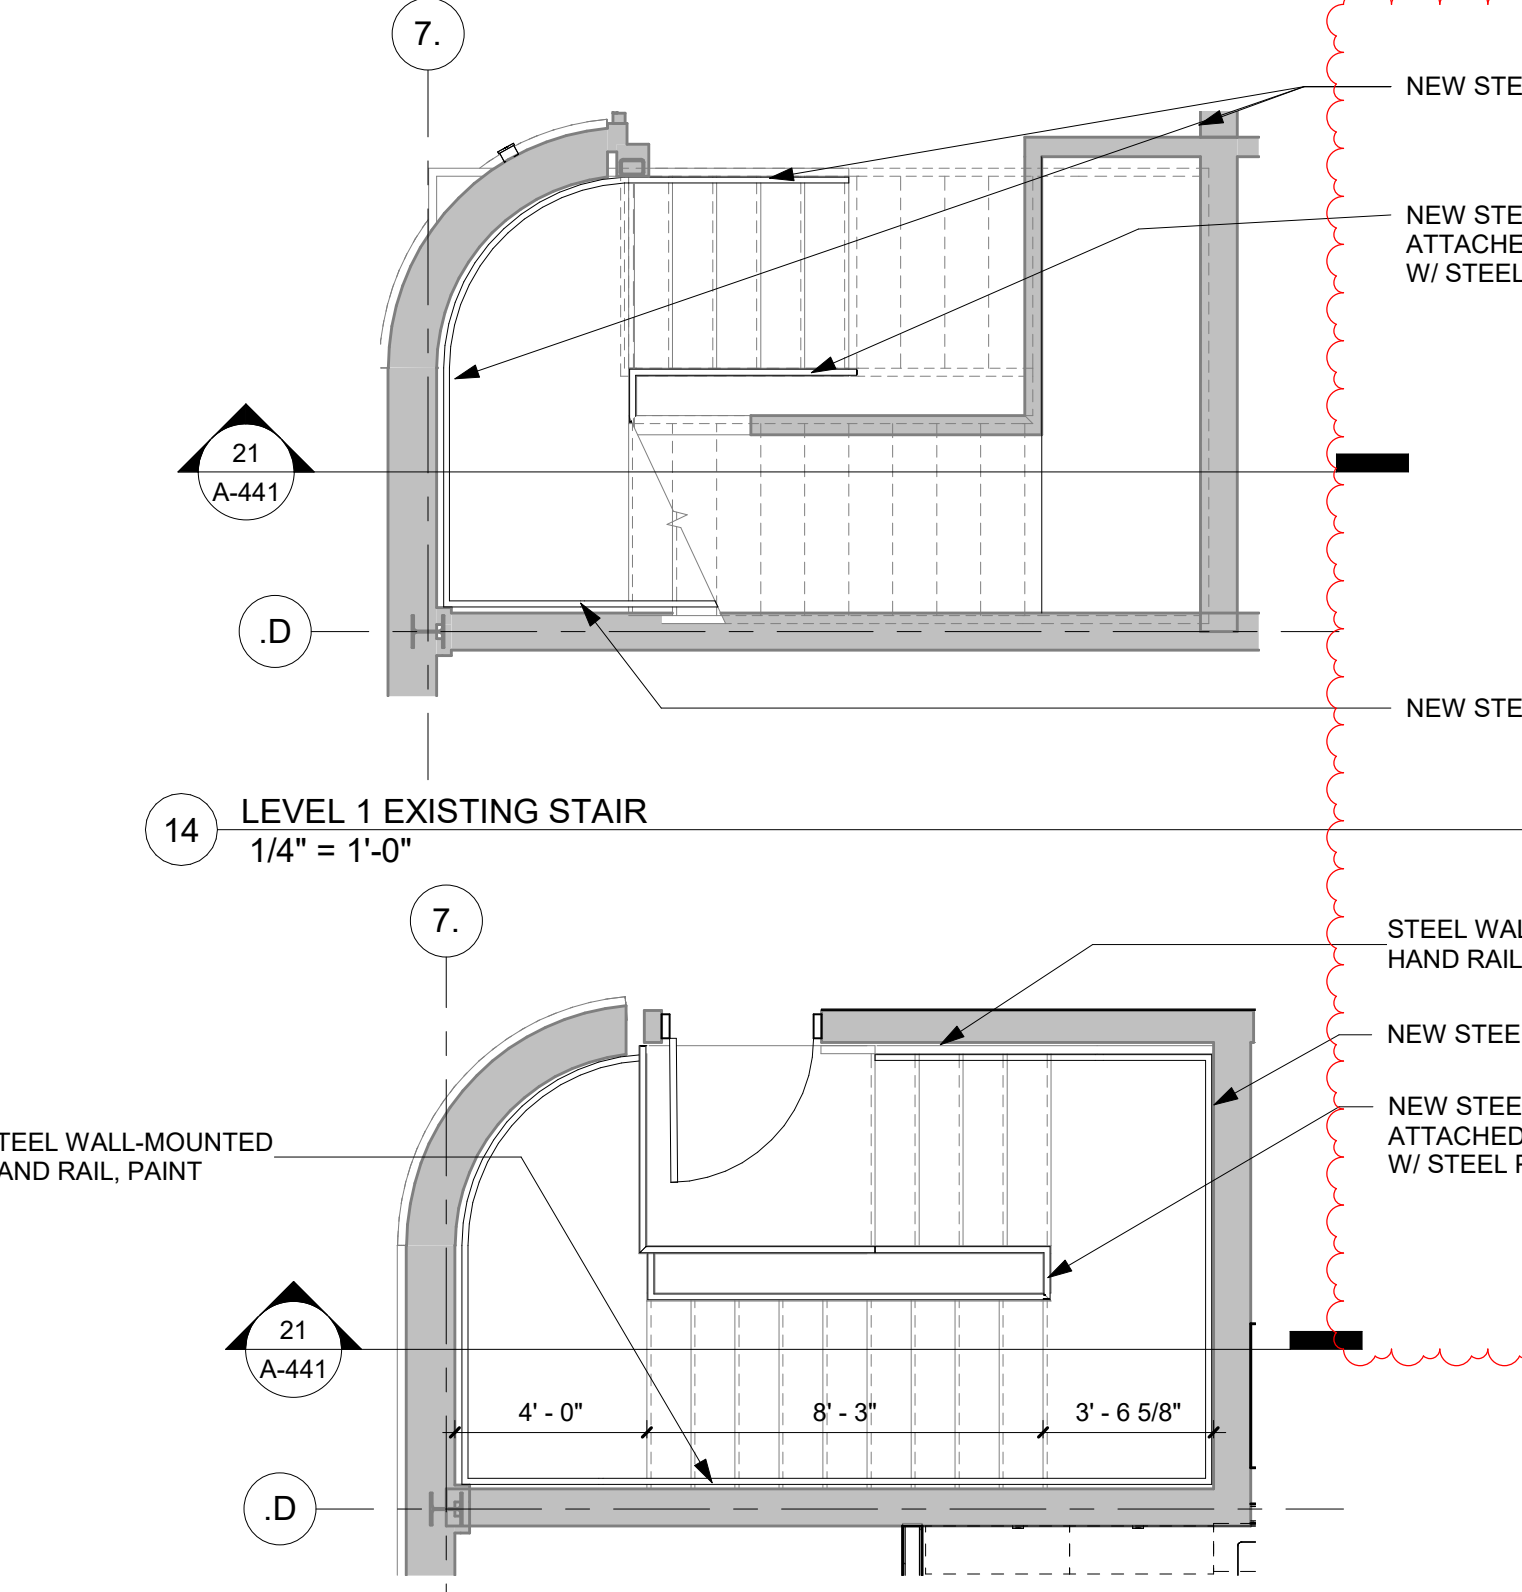 7.
NEW STE
NEW STE
ATTACHE
W/ STEEL
21
A-441
.D
NEW STE
14
LEVEL 1 EXISTING STAIR
1/4" = 1'-0"
7.
STEEL WAL
HAND RAIL
NEW STEE
NEW STEE
ATTACHED
W/ STEEL
TEEL WALL-MOUNTED
AND RAIL, PAINT
21
A-441
4' - 0"
8' - 3"
3' - 6 5/8"
.D